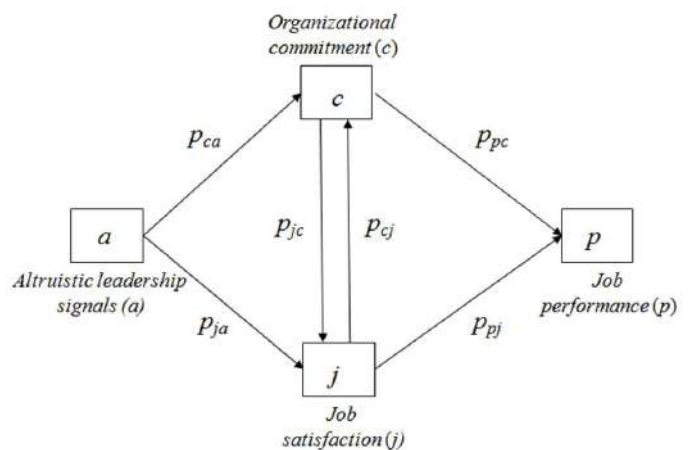 Organizational
commitment (c)
c
p_ca
p_pc
p_jc
p_cj
a
p
Altruistic leadership
signals (a)
Job
performance (p)
p_ja
p_pj
j
Job
satisfaction (j)